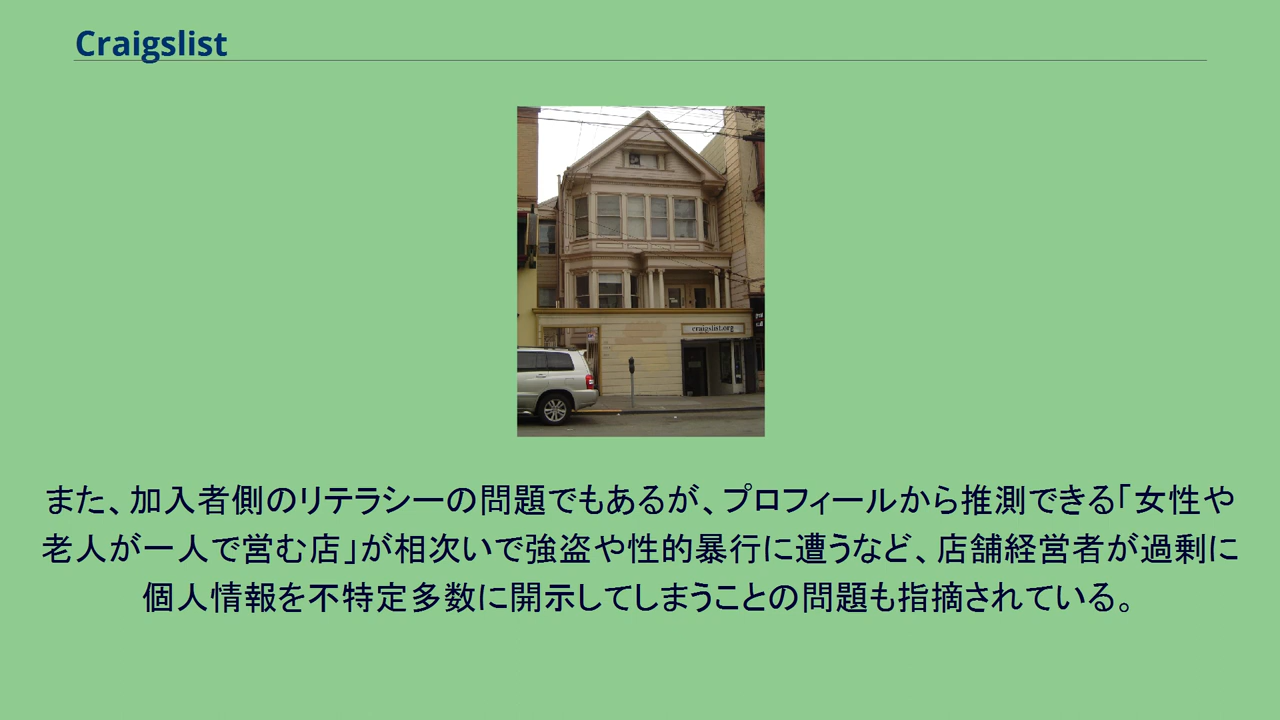 Craigslist
craigslist.org
また、加入者側のリテラシーの問題でもあるが、プロフィールから推測できる「女性や
老人が一人で営む店」が相次いで強盗や性的暴行に遭うなど、店舗経営者が過剰に
個人情報を不特定多数に開示してしまうことの問題も指摘されている。